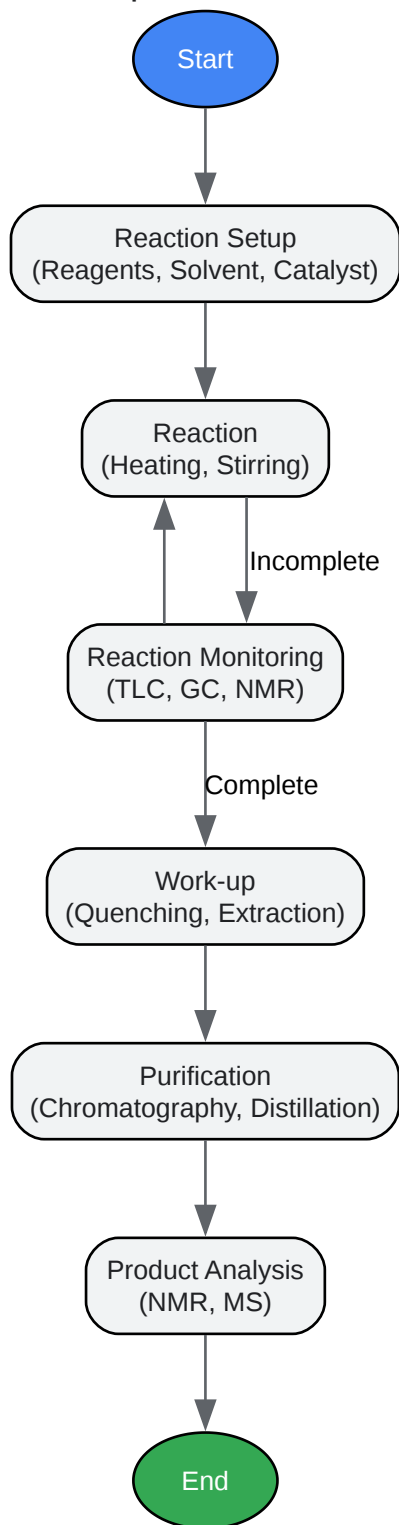 Start
Reaction Setup
(Reagents, Solvent, Catalyst)
Reaction
(Heating, Stirring)
Incomplete
Reaction Monitoring
(TLC, GC, NMR)
Complete
Work-up
(Quenching, Extraction)
Purification
(Chromatography, Distillation)
Product Analysis
(NMR, MS)
End